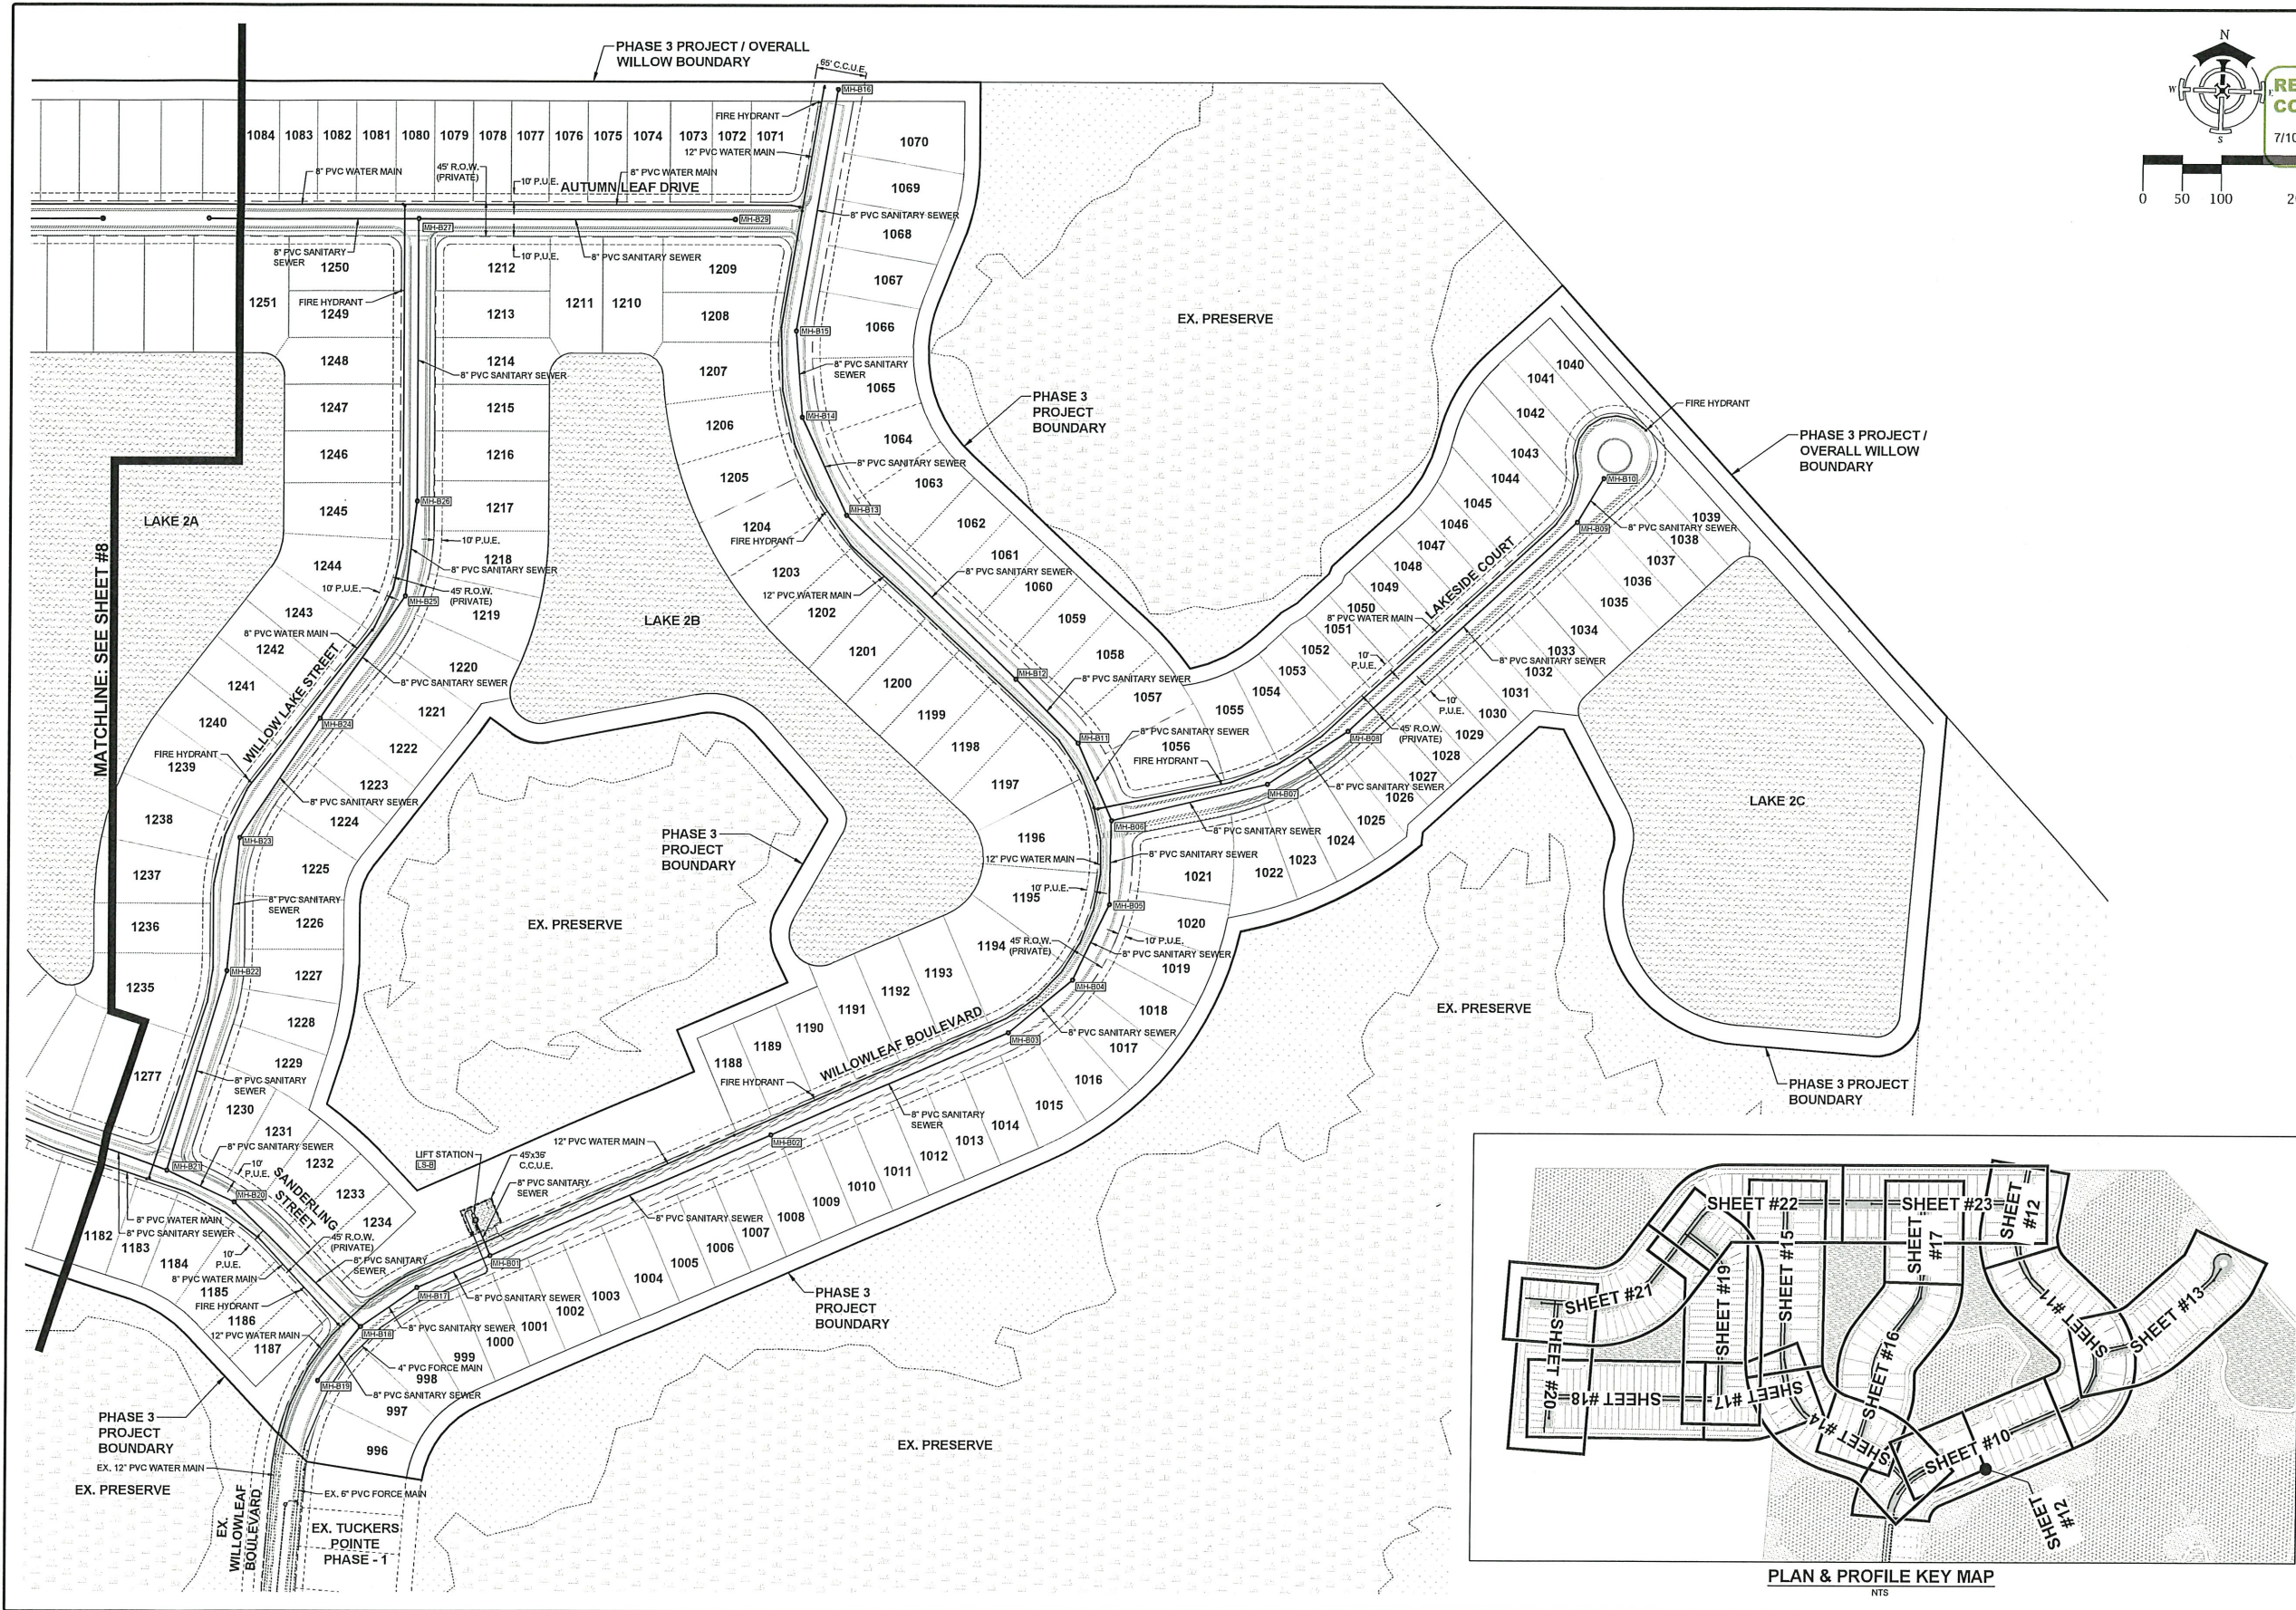 PHASE 3 PROJECT / OVERALL
WILLOW BOUNDARY
65' C.C.U.E.
MH-B16
FIRE HYDRANT
12" PVC WATER MAIN
1084 1083 1082 1081 1080 1079 1078 1077 1076 1075 1074 1073 1072 1071
1070
1069
1068
1067
1066
1065
1064
1063
1062
1061
1060
1059
1058
1057
1056
8" PVC WATER MAIN
45' R.O.W.
(PRIVATE)
10' P.U.E.
8" PVC WATER MAIN
AUTUMN LEAF DRIVE
8" PVC SANITARY SEWER
MH-B27
MH-B29
8" PVC SANITARY
SEWER
10' P.U.E.
8" PVC SANITARY SEWER
1251
1250
FIRE HYDRANT
1249
1248
1247
1246
1245
1244
1243
8" PVC WATER MAIN
1242
1241
1240
FIRE HYDRANT
1239
1238
1237
1236
1235
1277
1212
1213
1214
8" PVC SANITARY SEWER
1215
1216
1217
1218
1219
1220
1221
1222
1223
1224
1225
1226
1227
1228
1229
1230
1231
1232
1233
1234
1211
1210
1209
1208
1207
1206
1205
1204
FIRE HYDRANT
1203
12" PVC WATER MAIN
1202
1201
1200
1199
1198
1197
1196
12" PVC WATER MAIN
10' P.U.E.
1195
1194
45' R.O.W.
(PRIVATE)
1193
1192
1191
1190
1189
1188
FIRE HYDRANT
MH-B15
8" PVC SANITARY
SEWER
MH-B14
8" PVC SANITARY SEWER
MH-B13
8" PVC SANITARY SEWER
MH-B12
8" PVC SANITARY SEWER
MH-B11
8" PVC SANITARY SEWER
FIRE HYDRANT
MH-B06
8" PVC SANITARY SEWER
MH-B05
10' P.U.E.
8" PVC SANITARY SEWER
MH-B04
8" PVC SANITARY SEWER
MH-B03
WILLOWLEAF BOULEVARD
8" PVC SANITARY
SEWER
MH-B02
12" PVC WATER MAIN
LIFT STATION
LS-B
45'x36'
C.C.U.E.
8" PVC SANITARY
SEWER
8" PVC SANITARY SEWER
MH-B01
8" PVC SANITARY SEWER
MH-B17
8" PVC SANITARY SEWER
MH-B18
4" PVC FORCE MAIN
8" PVC SANITARY SEWER
MH-B19
LAKE 2A
LAKE 2B
LAKE 2C
MATCHLINE: SEE SHEET #8
MH-B26
10' P.U.E.
8" PVC SANITARY SEWER
10' P.U.E.
45' R.O.W.
(PRIVATE)
MH-B25
WILLOW LAKE STREET
8" PVC SANITARY SEWER
MH-B24
8" PVC SANITARY SEWER
MH-B23
8" PVC SANITARY
SEWER
MH-B22
8" PVC SANITARY
SEWER
8" PVC SANITARY SEWER
MH-B21
10'
P.U.E.
MH-B20
SANDERLING
STREET
45' R.O.W.
(PRIVATE)
8" PVC SANITARY
SEWER
8" PVC WATER MAIN
8" PVC SANITARY SEWER
10'
P.U.E.
8" PVC WATER MAIN
FIRE HYDRANT
12" PVC WATER MAIN
1182
1183
1184
1185
1186
1187
PHASE 3
PROJECT
BOUNDARY
EX. 12" PVC WATER MAIN
EX. PRESERVE
EX.
WILLOWLEAF
BOULEVARD
EX. 6" PVC FORCE MAIN
EX. TUCKERS
POINTE
PHASE - 1
996
997
998
999
1000
1001
1002
1003
1004
1005
1006
1007
1008
1009
1010
1011
1012
1013
1014
1015
1016
1017
1018
1019
1020
1021
1022
1023
1024
1025
1026
1027
1028
1029
1030
1031
1032
1033
1034
1035
1036
1037
1038
1039
1040
1041
1042
1043
1044
1045
1046
1047
1048
1049
1050
8" PVC WATER MAIN
1051
1052
1053
1054
1055
LAKESIDE COURT
FIRE HYDRANT
MH-B10
8" PVC SANITARY SEWER
MH-B09
8" PVC SANITARY SEWER
10'
P.U.E.
10'
P.U.E.
45' R.O.W.
(PRIVATE)
MH-B08
8" PVC SANITARY SEWER
MH-B07
8" PVC SANITARY SEWER
EX. PRESERVE
EX. PRESERVE
EX. PRESERVE
EX. PRESERVE
PHASE 3
PROJECT
BOUNDARY
PHASE 3
PROJECT
BOUNDARY
PHASE 3
PROJECT
BOUNDARY
PHASE 3 PROJECT /
OVERALL WILLOW
BOUNDARY
PHASE 3 PROJECT
BOUNDARY
N
W
E
S
0 50 100
7/10
SHEET #22
SHEET #23
SHEET
#12
SHEET #15
SHEET
#17
SHEET #21
SHEET #19
SHEET #11
SHEET
SHEET #13
SHEET #20
SHEET #18
SHEET #17
SHEET #14
SHEET
SHEET #16
SHEET #10
SHEET
#12
PLAN & PROFILE KEY MAP
NTS